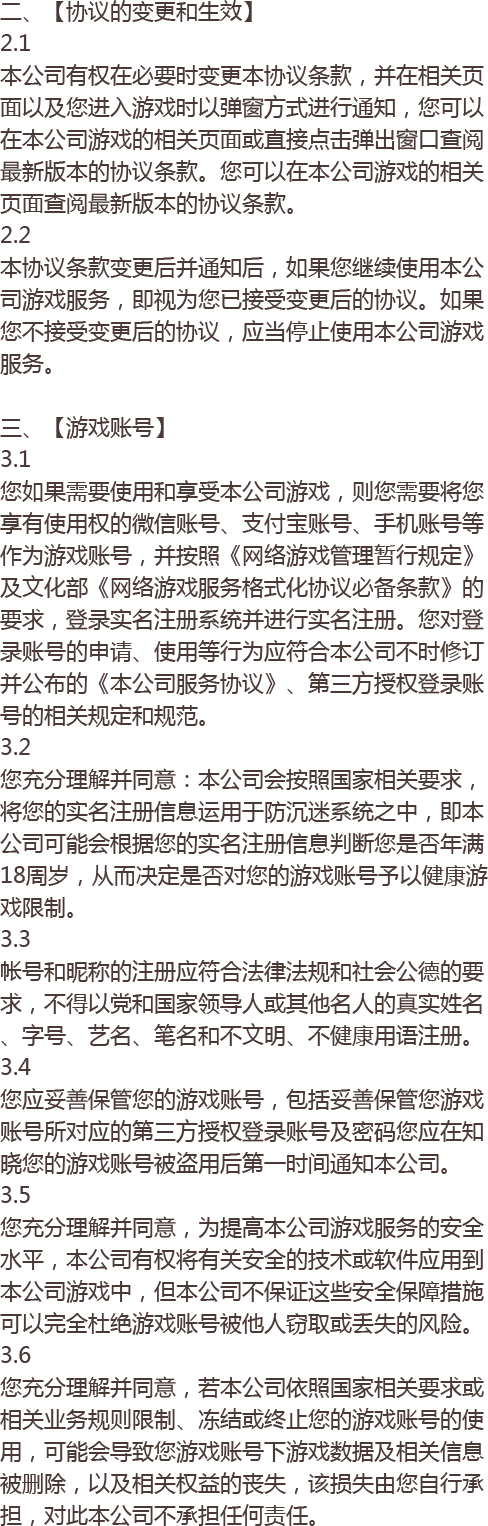 二、【协议的变更和生效】
2.1
本公司有权在必要时变更本协议条款，并在相关页
面以及您进入游戏时以弹窗方式进行通知，您可以
在本公司游戏的相关页面或直接点击弹出窗口查阅
最新版本的协议条款。您可以在本公司游戏的相关
页面查阅最新版本的协议条款。
2.2
本协议条款变更后并通知后，如果您继续使用本公
司游戏服务，即视为您已接受变更后的协议。如果
您不接受变更后的协议，应当停止使用本公司游戏
服务。
三、【游戏账号】
3.1
您如果需要使用和享受本公司游戏，则您需要将您
享有使用权的微信账号、支付宝账号、手机账号等
作为游戏账号，并按照《网络游戏管理暂行规定》
及文化部《网络游戏服务格式化协议必备条款》的
要求，登录实名注册系统并进行实名注册。您对登
录账号的申请、使用等行为应符合本公司不时修订
并公布的《本公司服务协议》、第三方授权登录账
号的相关规定和规范。
3.2
您充分理解并同意：本公司会按照国家相关要求，
将您的实名注册信息运用于防沉迷系统之中，即本
公司可能会根据您的实名注册信息判断您是否年满
18周岁，从而决定是否对您的游戏账号予以健康游
戏限制。
3.3
帐号和昵称的注册应符合法律法规和社会公德的要
求，不得以党和国家领导人或其他名人的真实姓名
、字号、艺名、笔名和不文明、不健康用语注册。
3.4
您应妥善保管您的游戏账号，包括妥善保管您游戏
账号所对应的第三方授权登录账号及密码您应在知
晓您的游戏账号被盗用后第一时间通知本公司。
3.5
您充分理解并同意，为提高本公司游戏服务的安全
水平，本公司有权将有关安全的技术或软件应用到
本公司游戏中，但本公司不保证这些安全保障措施
可以完全杜绝游戏账号被他人窃取或丢失的风险。
3.6
您充分理解并同意，若本公司依照国家相关要求或
相关业务规则限制、冻结或终止您的游戏账号的使
用，可能会导致您游戏账号下游戏数据及相关信息
被删除，以及相关权益的丧失，该损失由您自行承
担，对此本公司不承担任何责任。